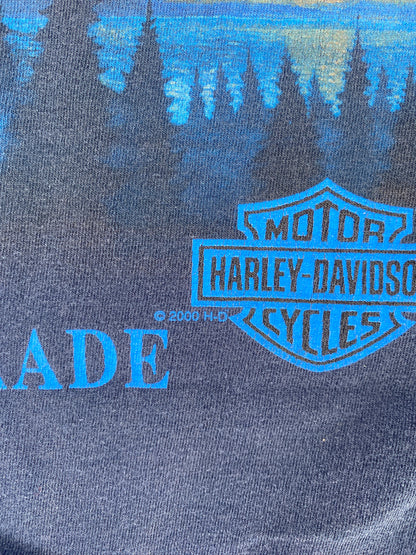 MOTOR
HARLEY-DAVIDSO
CYCLES
© 2000 H-D
AADE